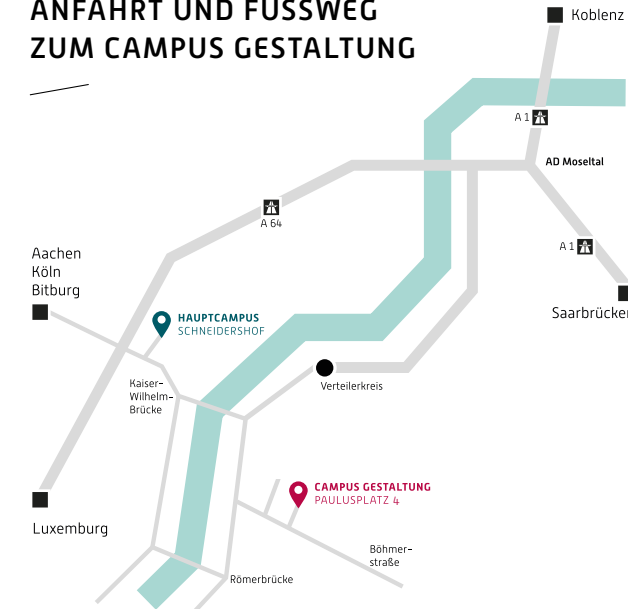 ANFAHRT UND FUSSWEG
ZUM CAMPUS GESTALTUNG
Koblenz
A 1
AD Moseltal
A 64
A 1
Aachen
Köln
Bitburg
Saarbrücken
HAUPTCAMPUS
SCHNEIDERSHOF
Kaiser-
Wilhelm-
Brücke
Verteilerkreis
CAMPUS GESTALTUNG
PAULUSPLATZ 4
Luxemburg
Böhmer-
straße
Römerbrücke